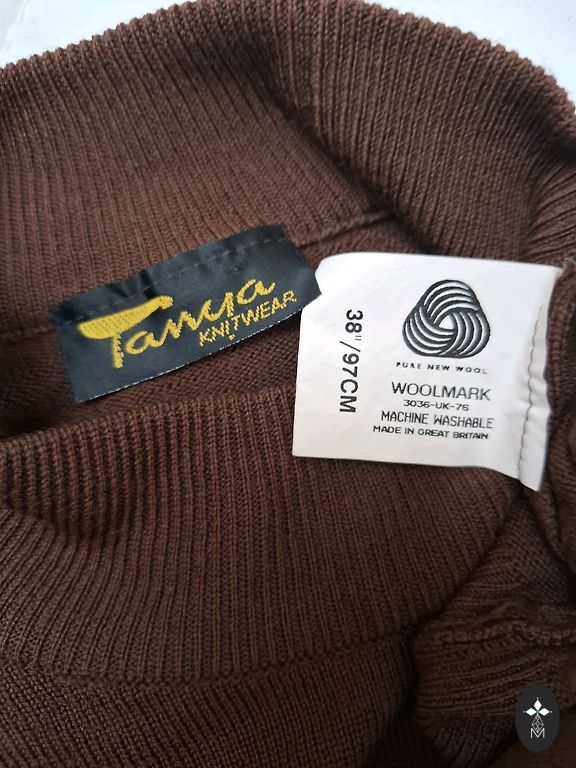 Tanya
KNITWEAR
38"/97CM
PURE NEW WOOL
WOOLMARK
3036-UK-76
MACHINE WASHABLE
MADE IN GREAT BRITAIN
M